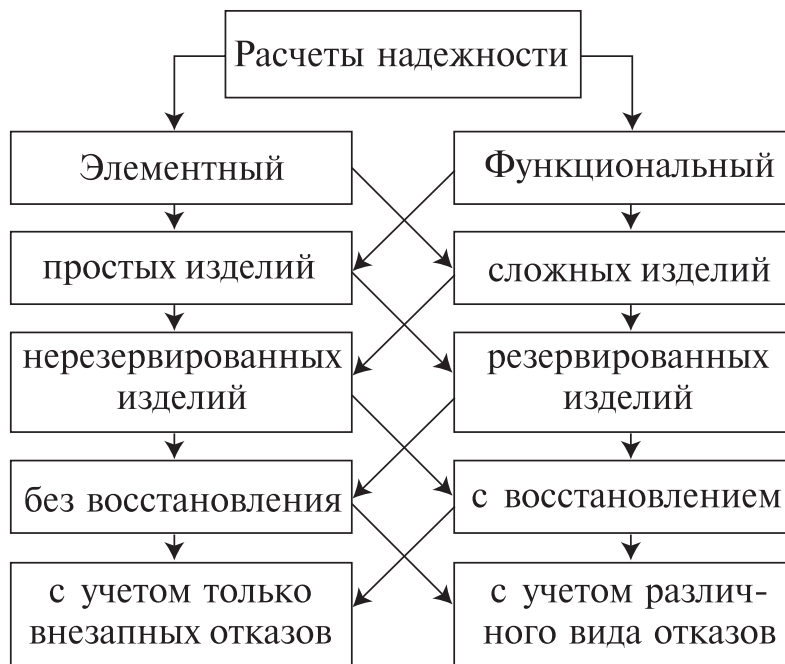 Расчеты надежности
Элементный
Функциональный
простых изделий
сложных изделий
нерезервированных
изделий
резервированных
изделий
без восстановления
с восстановлением
с учетом только
внезапных отказов
с учетом различ-
ного вида отказов